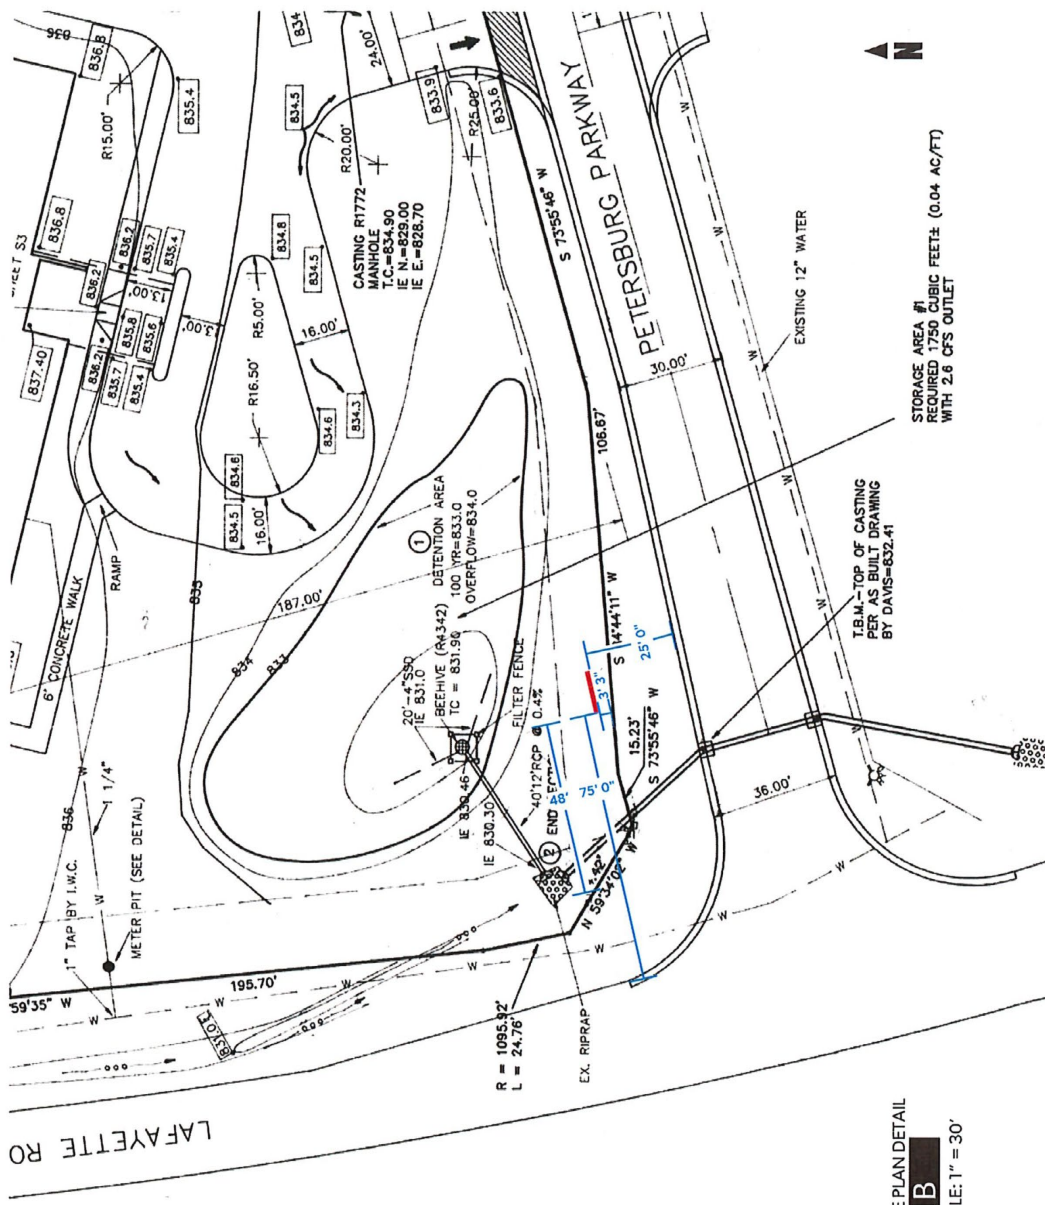 836
836.8
835.4
R15.00'
SHEET S3
836.8
836.2
835.7
835.4
836.2
13.00'
837.40
836.2
835.8
835.6
835.7
835.4
13.00'
834
24.00'
834.5
R20.00'
833.9
R25.00'
833.6
834.8
834.5
R5.00'
16.00'
R16.50'
834.6
834.3
834.6
834.5
16.00'
CASTING R1772
MANHOLE
T.C.=834.90
IE N.=829.00
IE E.=828.70
S 73°55'46" W
PETERSBURG PARKWAY
N
30.00'
EXISTING 12" WATER
W
STORAGE AREA #1
REQUIRED 1750 CUBIC FEET± (0.04 AC/FT)
WITH 2.6 CFS OUTLET
106.67'
1
DETENTION AREA
100 YR=833.0
OVERFLOW=834.0
RAMP
6' CONCRETE WALK
835
187.00'
834
833
20'-4"SSD
IE 831.0
BEEHIVE (R4342)
TC = 831.90
FILTER FENCE
S 14°44'11" W
25' 0"
3' 3"
T.B.M.-TOP OF CASTING
PER AS BUILT DRAWING
BY DAVIS=832.41
IE 830.46
IE 830.30
40'12"RCP @ 0.4%
2
48'
75' 0"
15.23'
S 73°55'46" W
36.00'
836
1 1/4"
1" TAP BY I.W.C.
METER PIT (SEE DETAIL)
N 59°34'02" W
59'35" W
195.70'
W
831.0
R = 1095.92'
L = 24.76'
EX. RIPRAP
LAFAYETTE RO
E PLAN DETAIL
B
LE: 1" = 30'